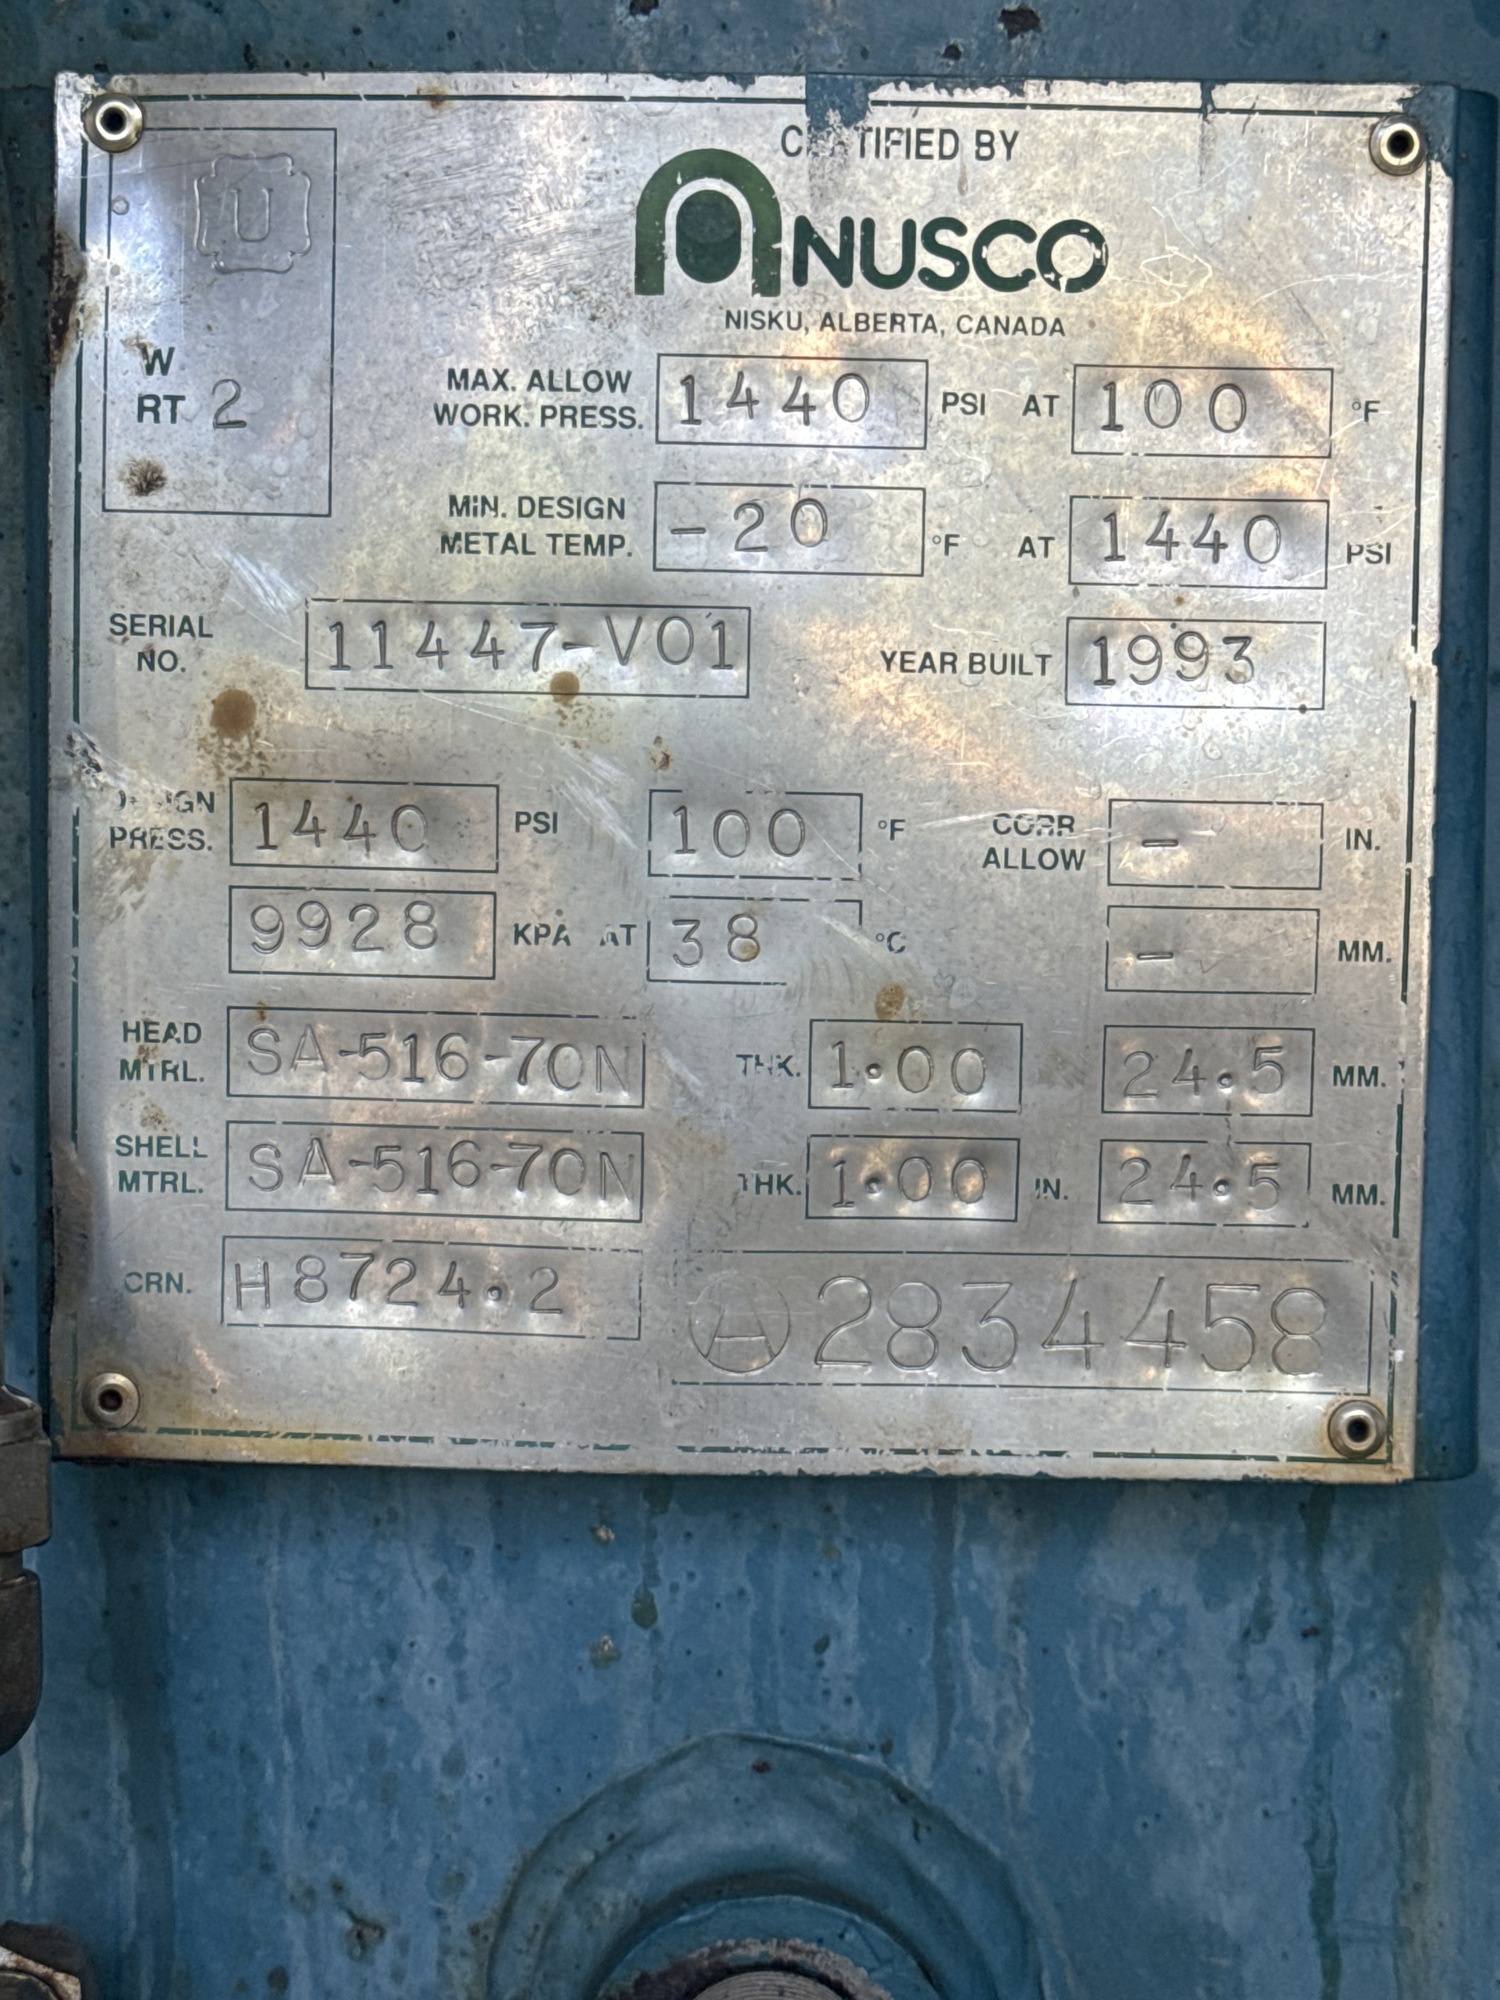 CERTIFIED BY
NUSCO
NISKU, ALBERTA, CANADA
U
W
RT 2
MAX. ALLOW WORK. PRESS. 1440 PSI AT 100 °F
MIN. DESIGN METAL TEMP. -20 °F AT 1440 PSI
SERIAL NO. 11447-V01 YEAR BUILT 1993
DESIGN PRESS. 1440 PSI 100 °F CORR ALLOW - IN.
9928 KPA AT 38 °C - MM.
HEAD MTRL. SA-516-70N THK. 1.00 24.5 MM.
SHELL MTRL. SA-516-70N THK. 1.00 IN. 24.5 MM.
CRN. H8724.2 A 2834458